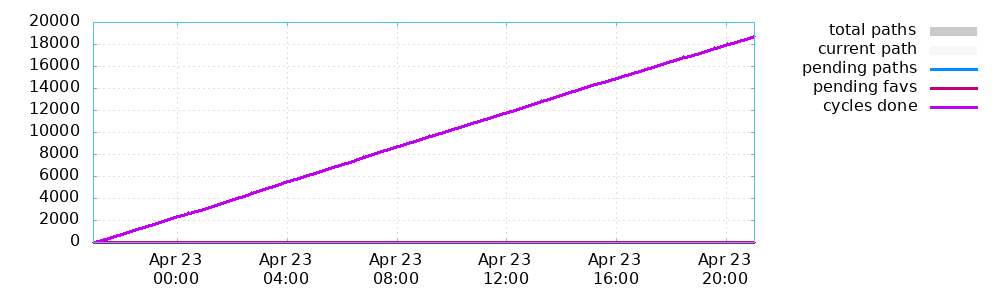 20000
18000
16000
14000
12000
10000
8000
6000
4000
2000
0
Apr 23 Apr 23 Apr 23 Apr 23 Apr 23 Apr 23
00:00 04:00 08:00 12:00 16:00 20:00
total paths
current path
pending paths
pending favs
cycles done